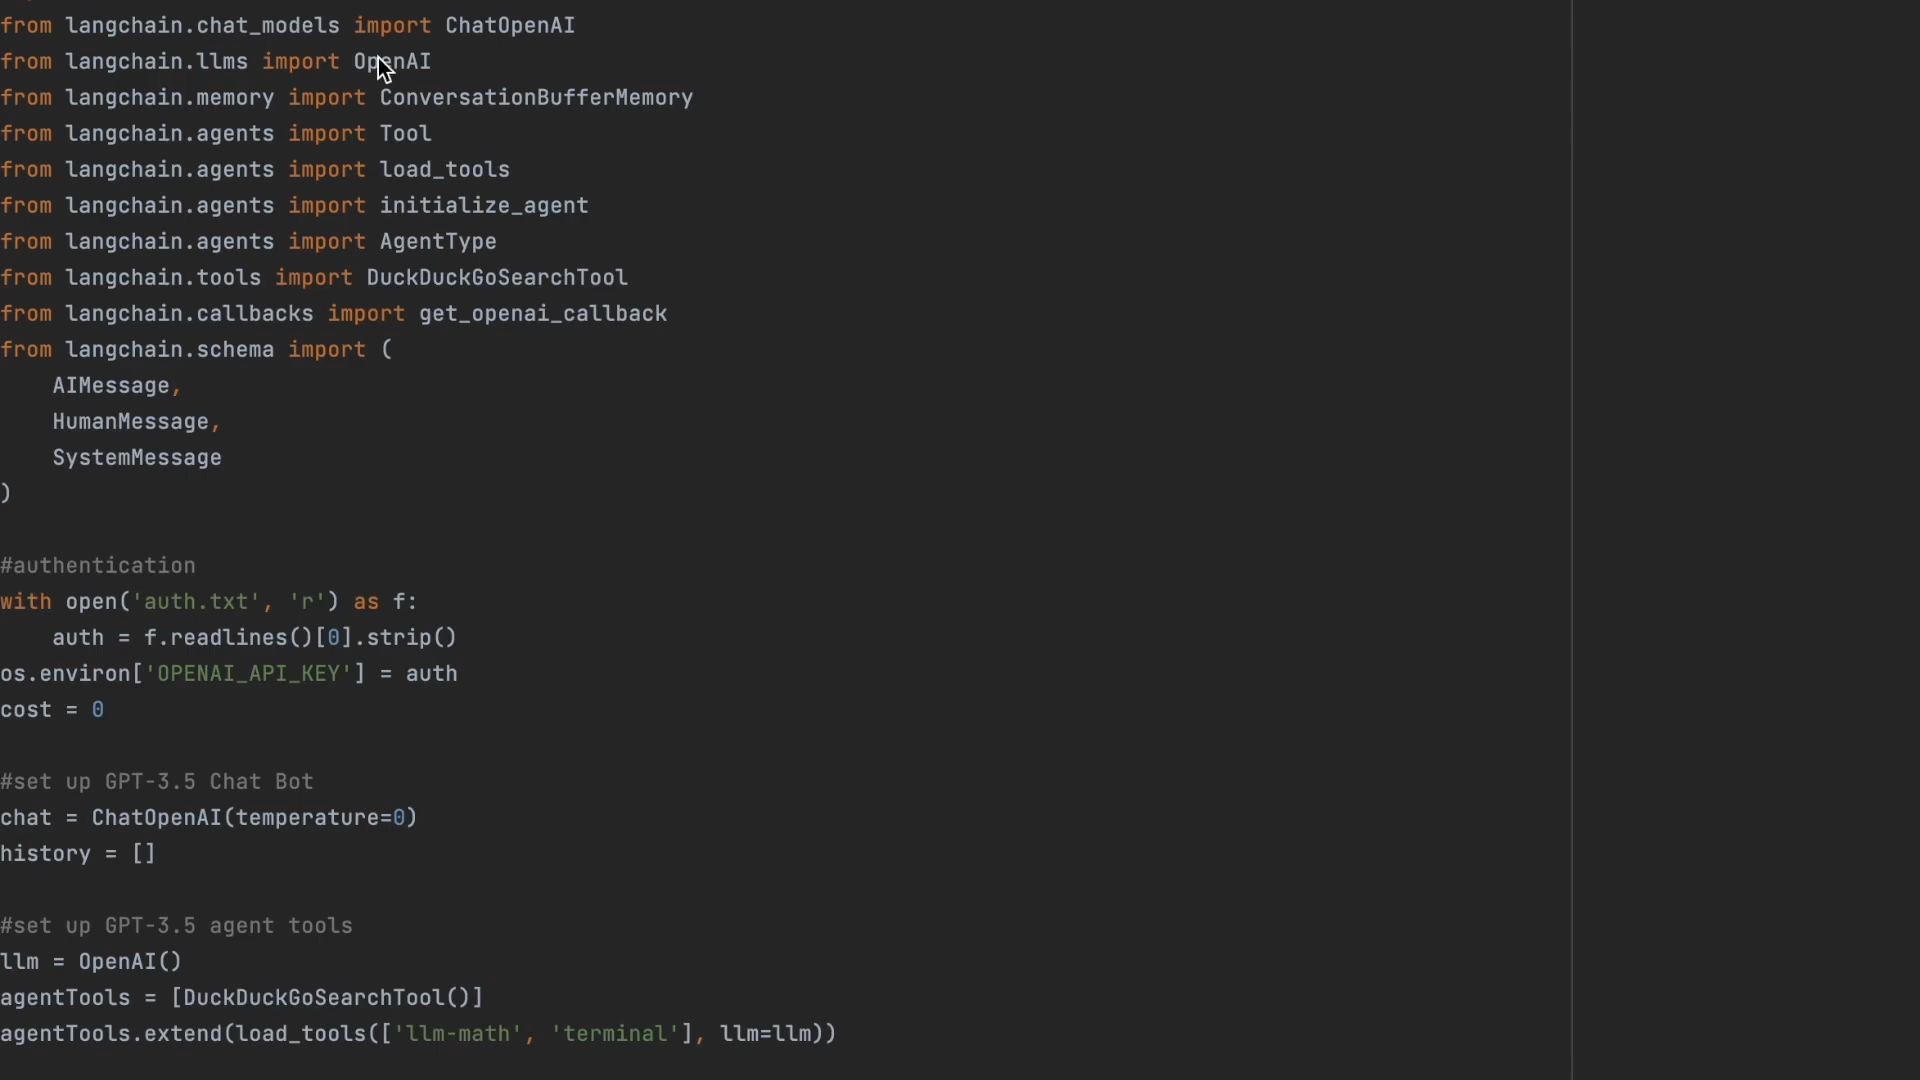 from langchain.chat_models import ChatOpenAI
from langchain.llms import OpenAI
from langchain.memory import ConversationBufferMemory
from langchain.agents import Tool
from langchain.agents import load_tools
from langchain.agents import initialize_agent
from langchain.agents import AgentType
from langchain.tools import DuckDuckGoSearchTool
from langchain.callbacks import get_openai_callback
from langchain.schema import (
    AIMessage,
    HumanMessage,
    SystemMessage
)
#authentication
with open('auth.txt', 'r') as f:
    auth = f.readlines()[0].strip()
os.environ['OPENAI_API_KEY'] = auth
cost = 0
#set up GPT-3.5 Chat Bot
chat = ChatOpenAI(temperature=0)
history = []
#set up GPT-3.5 agent tools
llm = OpenAI()
agentTools = [DuckDuckGoSearchTool()]
agentTools.extend(load_tools(['llm-math', 'terminal'], llm=llm))